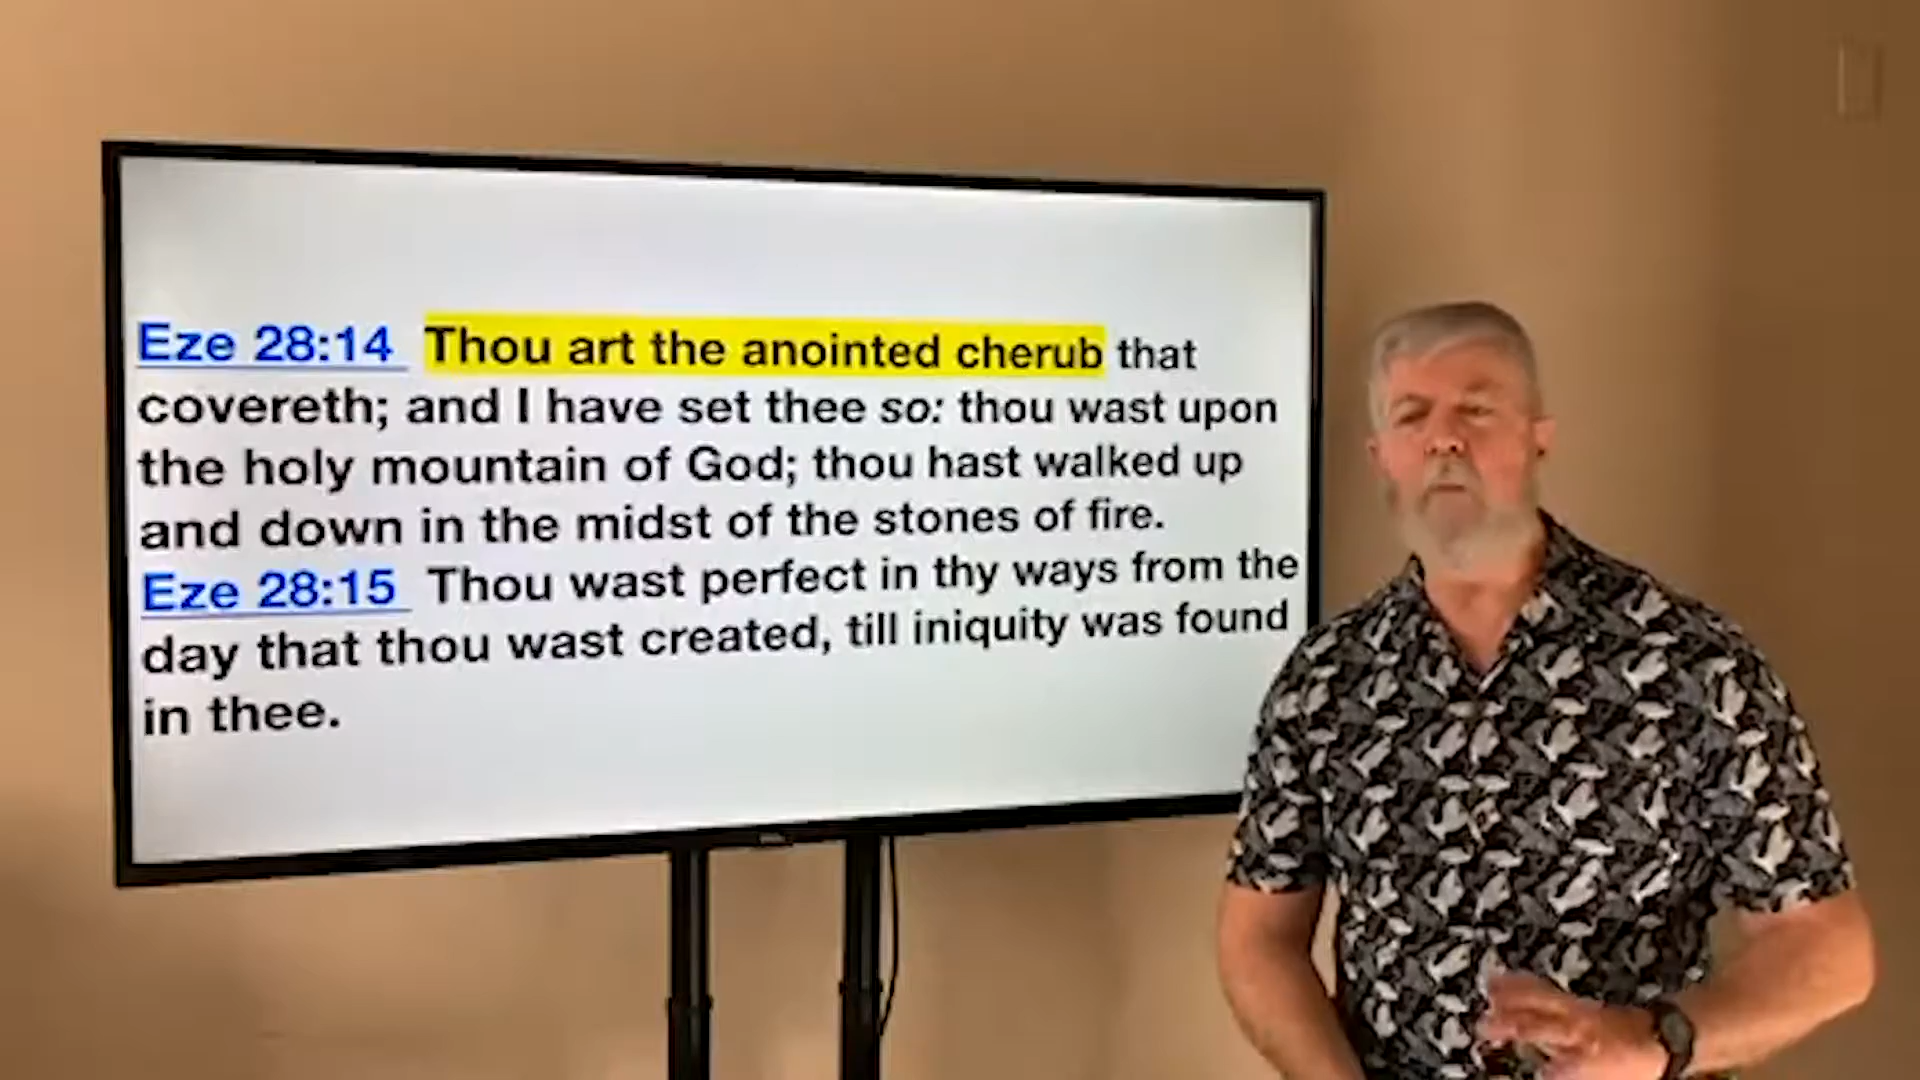 Eze 28:14 Thou art the anointed cherub that
covereth; and I have set thee so: thou wast upon
the holy mountain of God; thou hast walked up
and down in the midst of the stones of fire.
Eze 28:15 Thou wast perfect in thy ways from the
day that thou wast created, till iniquity was found
in thee.